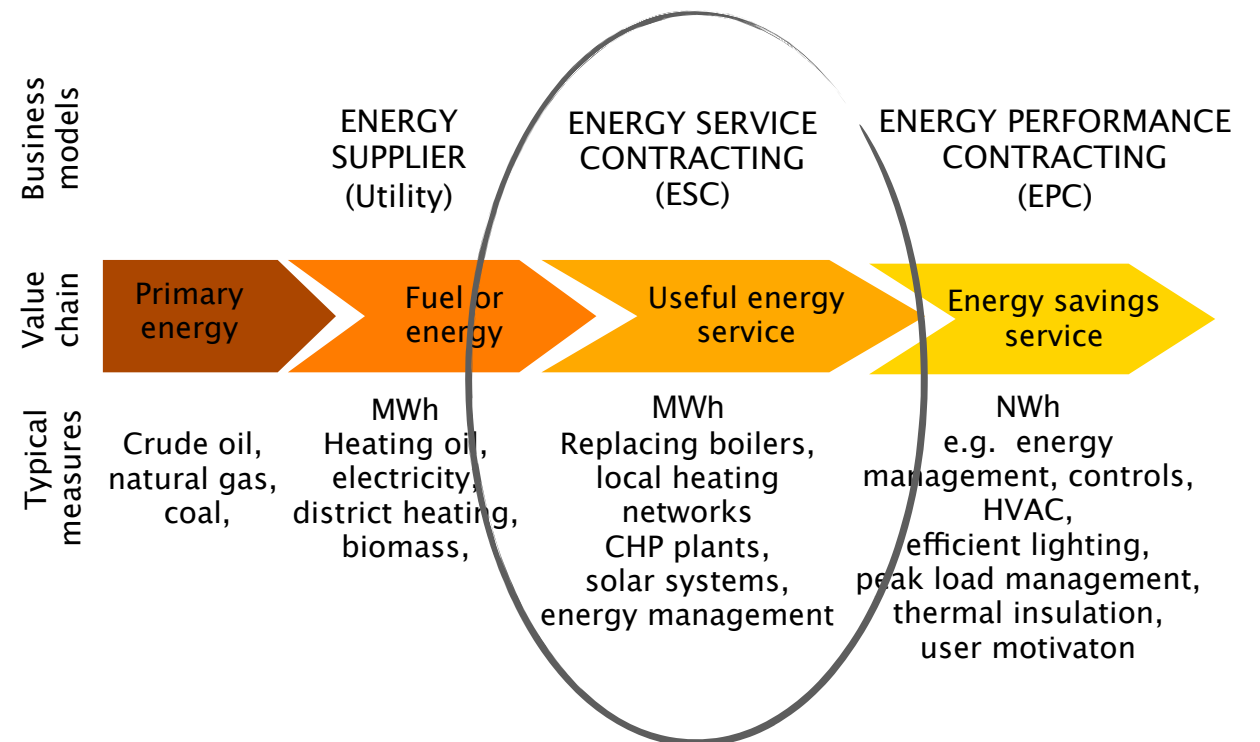 Business
models
ENERGY
SUPPLIER
(Utility)
ENERGY SERVICE
CONTRACTING
(ESC)
ENERGY PERFORMANCE
CONTRACTING
(EPC)
Value
chain
Primary
energy
Fuel or
energy
Useful energy
service
Energy savings
service
Typical
measures
Crude oil,
natural gas,
coal,
MWh
Heating oil,
electricity,
district heating,
biomass,
MWh
Replacing boilers,
local heating
networks
CHP plants,
solar systems,
energy management
NWh
e.g. energy
management, controls,
HVAC,
efficient lighting,
peak load management,
thermal insulation,
user motivaton